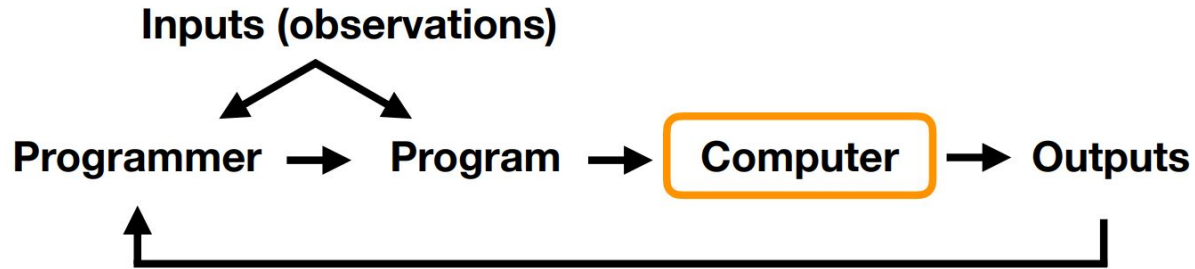 Inputs (observations)
Programmer
Program
Computer
Outputs